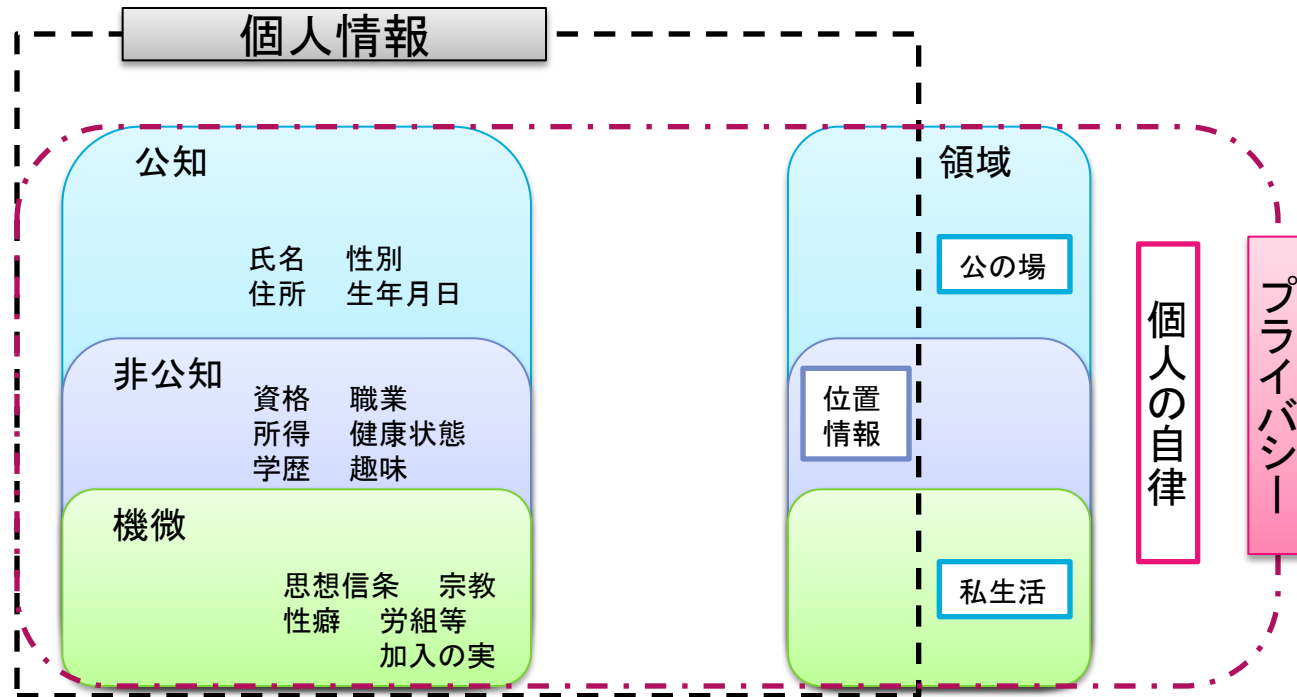 個人情報
公知
氏名 性別
住所 生年月日
非公知
資格 職業
所得 健康状態
学歴 趣味
機微
思想信条 宗教
性癖 労組等
加入の実
領域
公の場
位置
情報
私生活
個人の自律
プライバシー